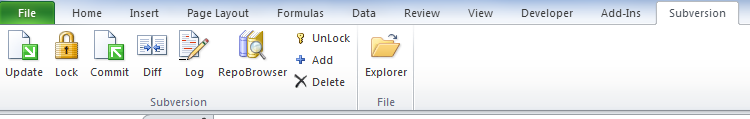 File Home Insert Page Layout Formulas Data Review View Developer Add-Ins Subversion
Update Lock Commit Diff Log RepoBrowser UnLock Explorer
Add
Delete
Subversion File